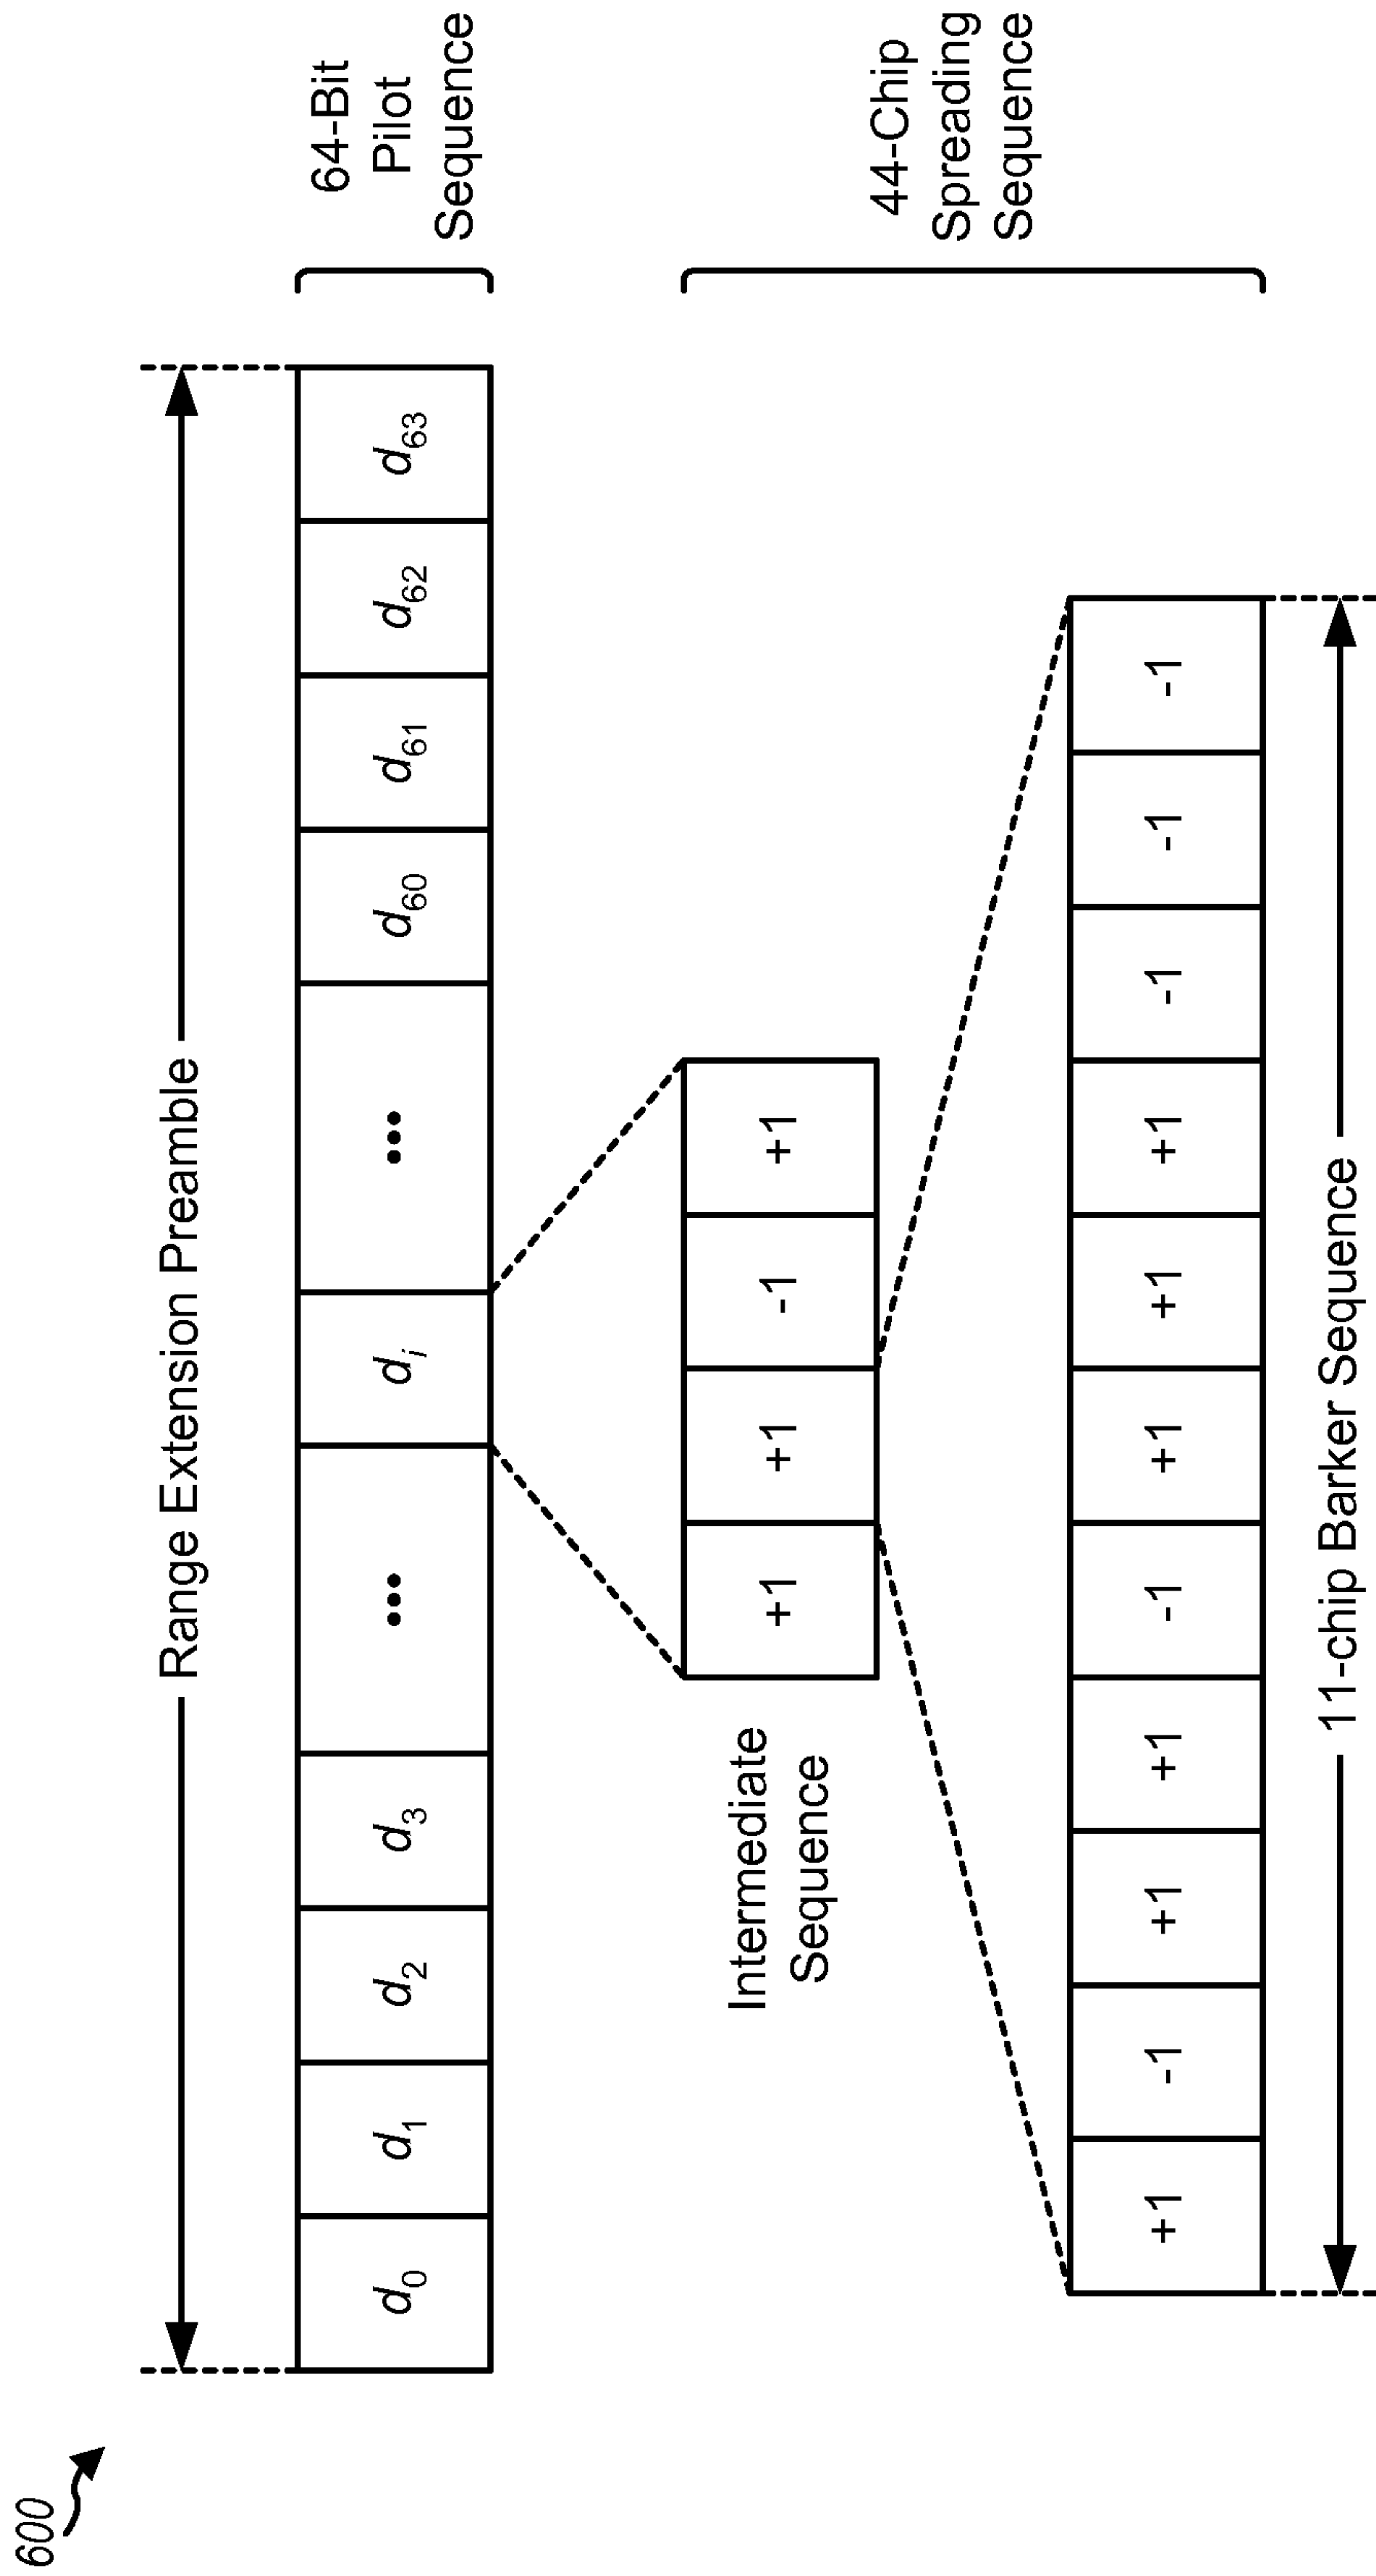 600
Range Extension Preamble
d0 d1 d2 d3 ••• di ••• d60 d61 d62 d63
64-Bit
Pilot
Sequence
Intermediate
Sequence
+1 +1 -1 +1
44-Chip
Spreading
Sequence
+1 -1 +1 +1 -1 +1 +1 +1 -1 -1 -1
11-chip Barker Sequence